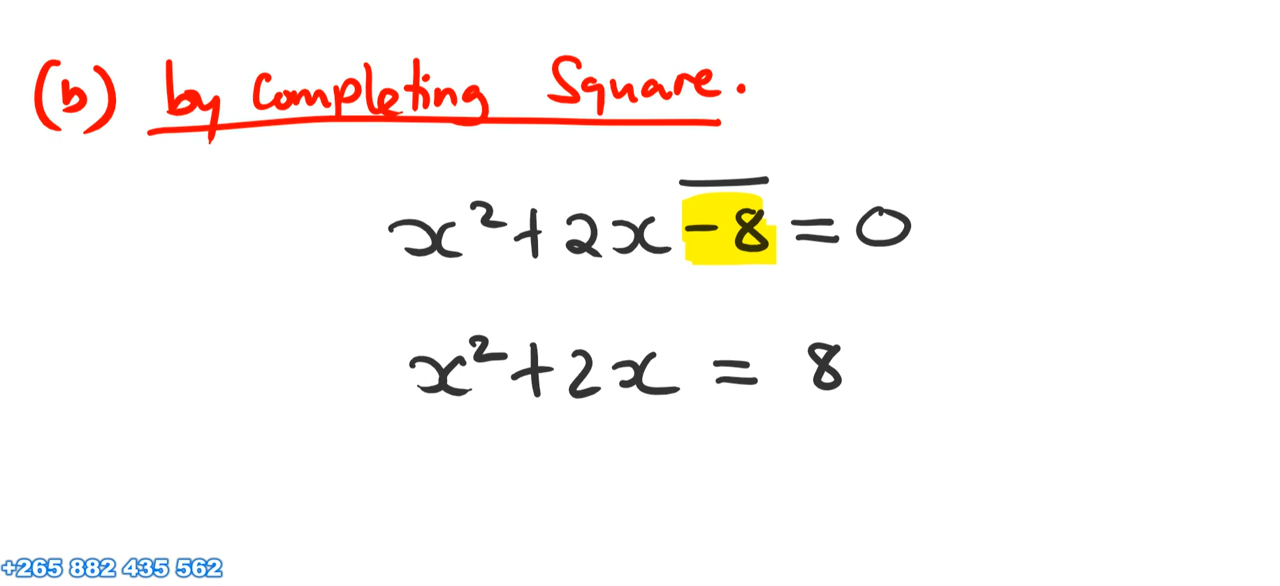 (b) by Completing Square.
x² + 2x - 8 = 0
x² + 2x = 8
+265 882 435 562